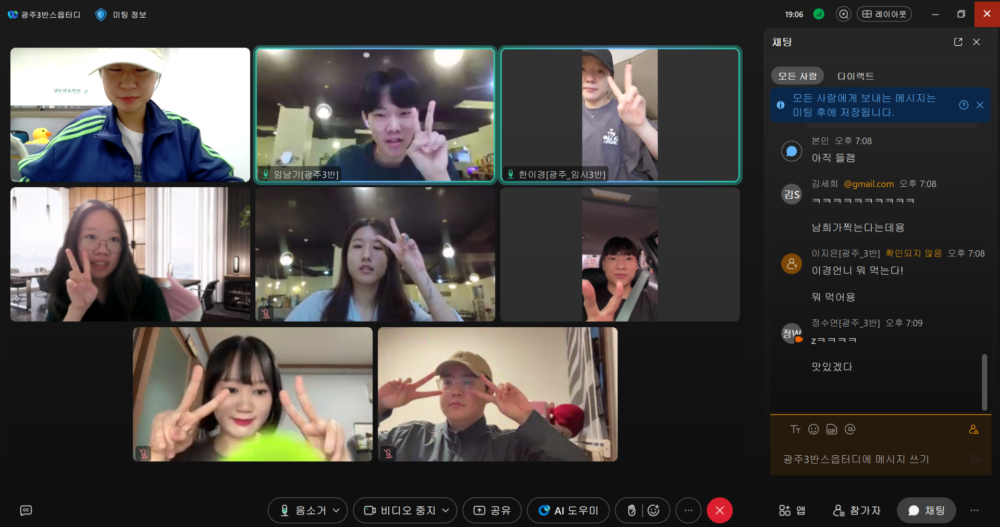 광주3반스읍터디
미팅 정보
19:06
레이아웃
임남기[광주3반]
한이경[광주_임시3반]
채팅
모든 사람
다이렉트
모든 사람에게 보내는 메시지는
미팅 후에 저장됩니다.
본인 오후 7:08
아직 들깸
김S
김세희 @gmail.com 오후 7:08
ㅋㅋㅋㅋㅋㅋㅋㅋㅋㅋ
남희가찍는다는데용
이지은[광주_3반] 확인되지 않음 오후 7:08
이경언니 뭐 먹는다!
뭐 먹어용
정W
정수연[광주_3반] 오후 7:09
zㅋㅋㅋㅋ
맛있겠다
Tт
GIF
@
광주3반스읍터디에 메시지 쓰기
CC
음소거
비디오 중지
공유
AI 도우미
앱
참가자
채팅